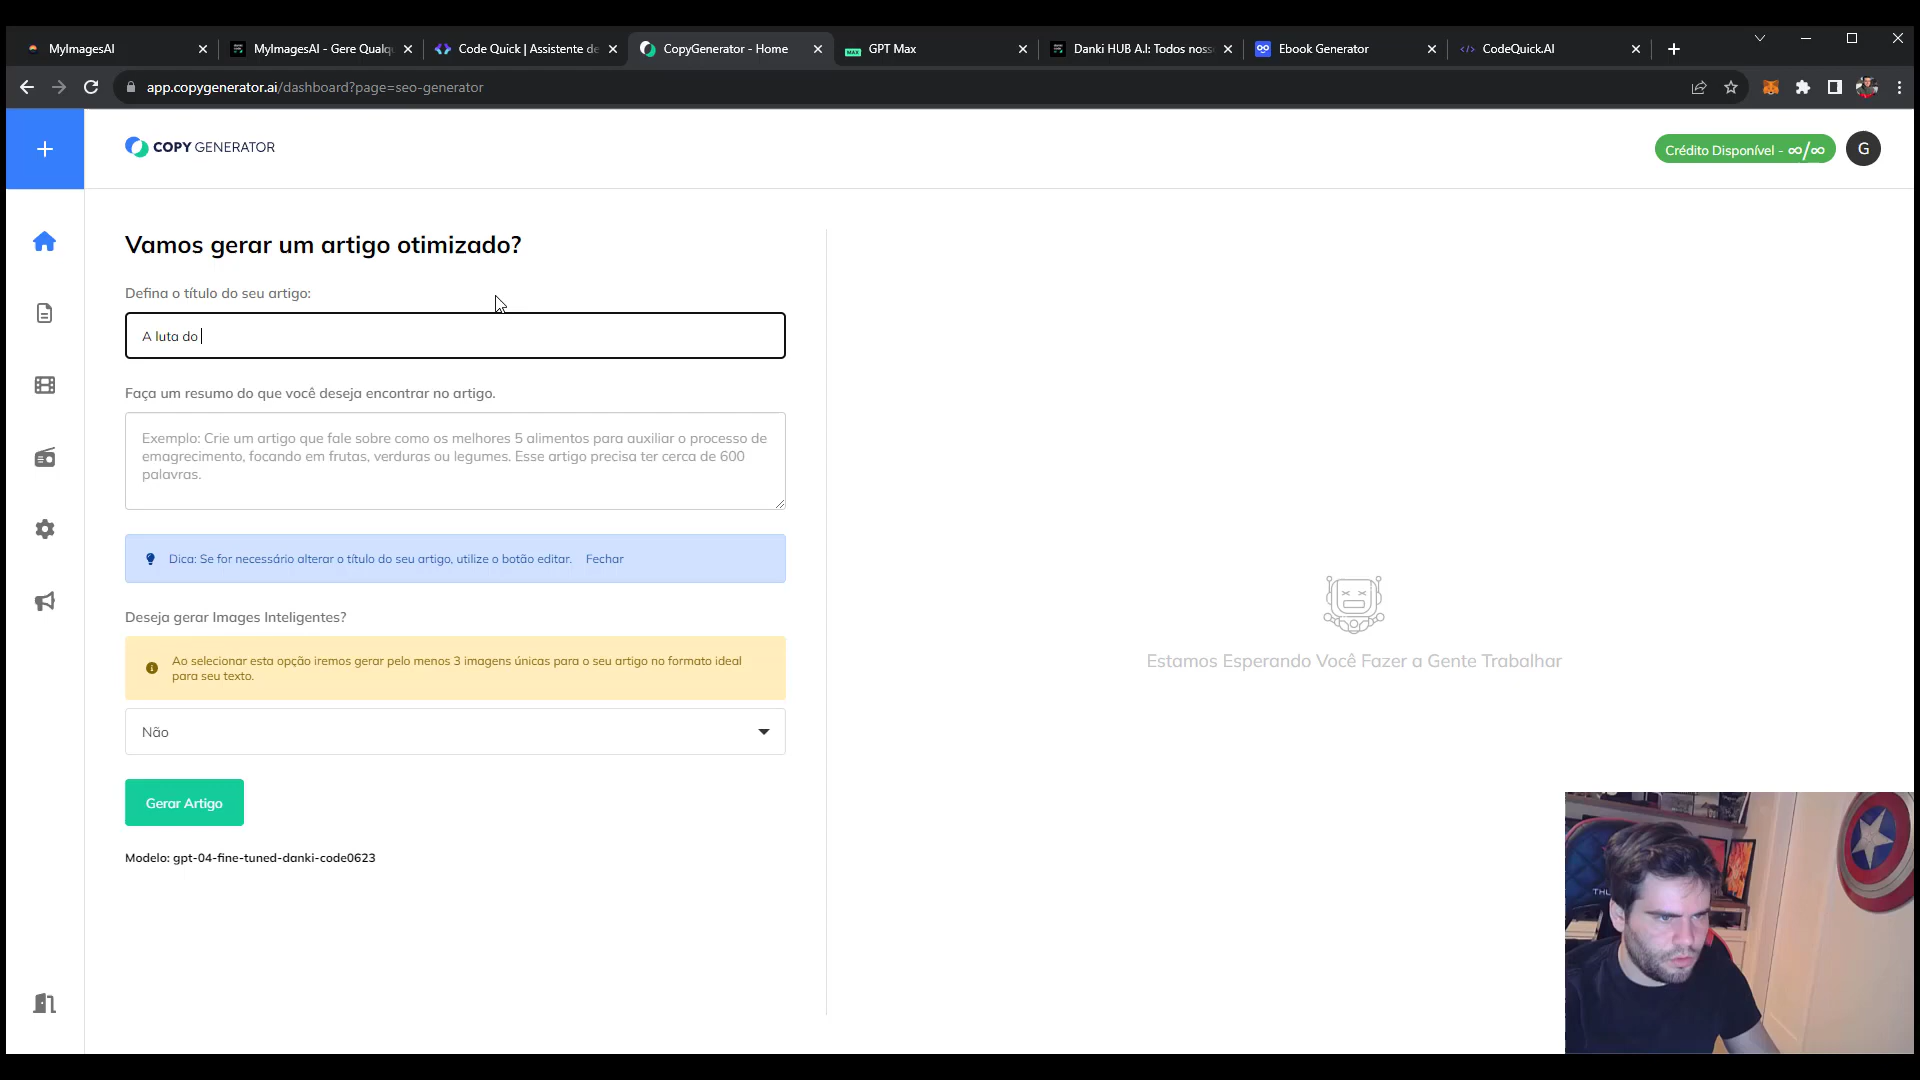 MyImagesAI
MyImagesAI - Gere Qualqu
Code Quick | Assistente de
CopyGenerator - Home
MAX
GPT Max
Danki HUB A.I: Todos noss
Ebook Generator
CodeQuick.AI
app.copygenerator.ai/dashboard?page=seo-generator
COPY GENERATOR
Crédito Disponível - ∞/∞
G
Vamos gerar um artigo otimizado?
Defina o título do seu artigo:
A luta do
Faça um resumo do que você deseja encontrar no artigo.
Exemplo: Crie um artigo que fale sobre como os melhores 5 alimentos para auxiliar o processo de
emagrecimento, focando em frutas, verduras ou legumes. Esse artigo precisa ter cerca de 600
palavras.
Dica: Se for necessário alterar o título do seu artigo, utilize o botão editar. Fechar
Deseja gerar Images Inteligentes?
Ao selecionar esta opção iremos gerar pelo menos 3 imagens únicas para o seu artigo no formato ideal
para seu texto.
Não
Gerar Artigo
Modelo: gpt-04-fine-tuned-danki-code0623
Estamos Esperando Você Fazer a Gente Trabalhar